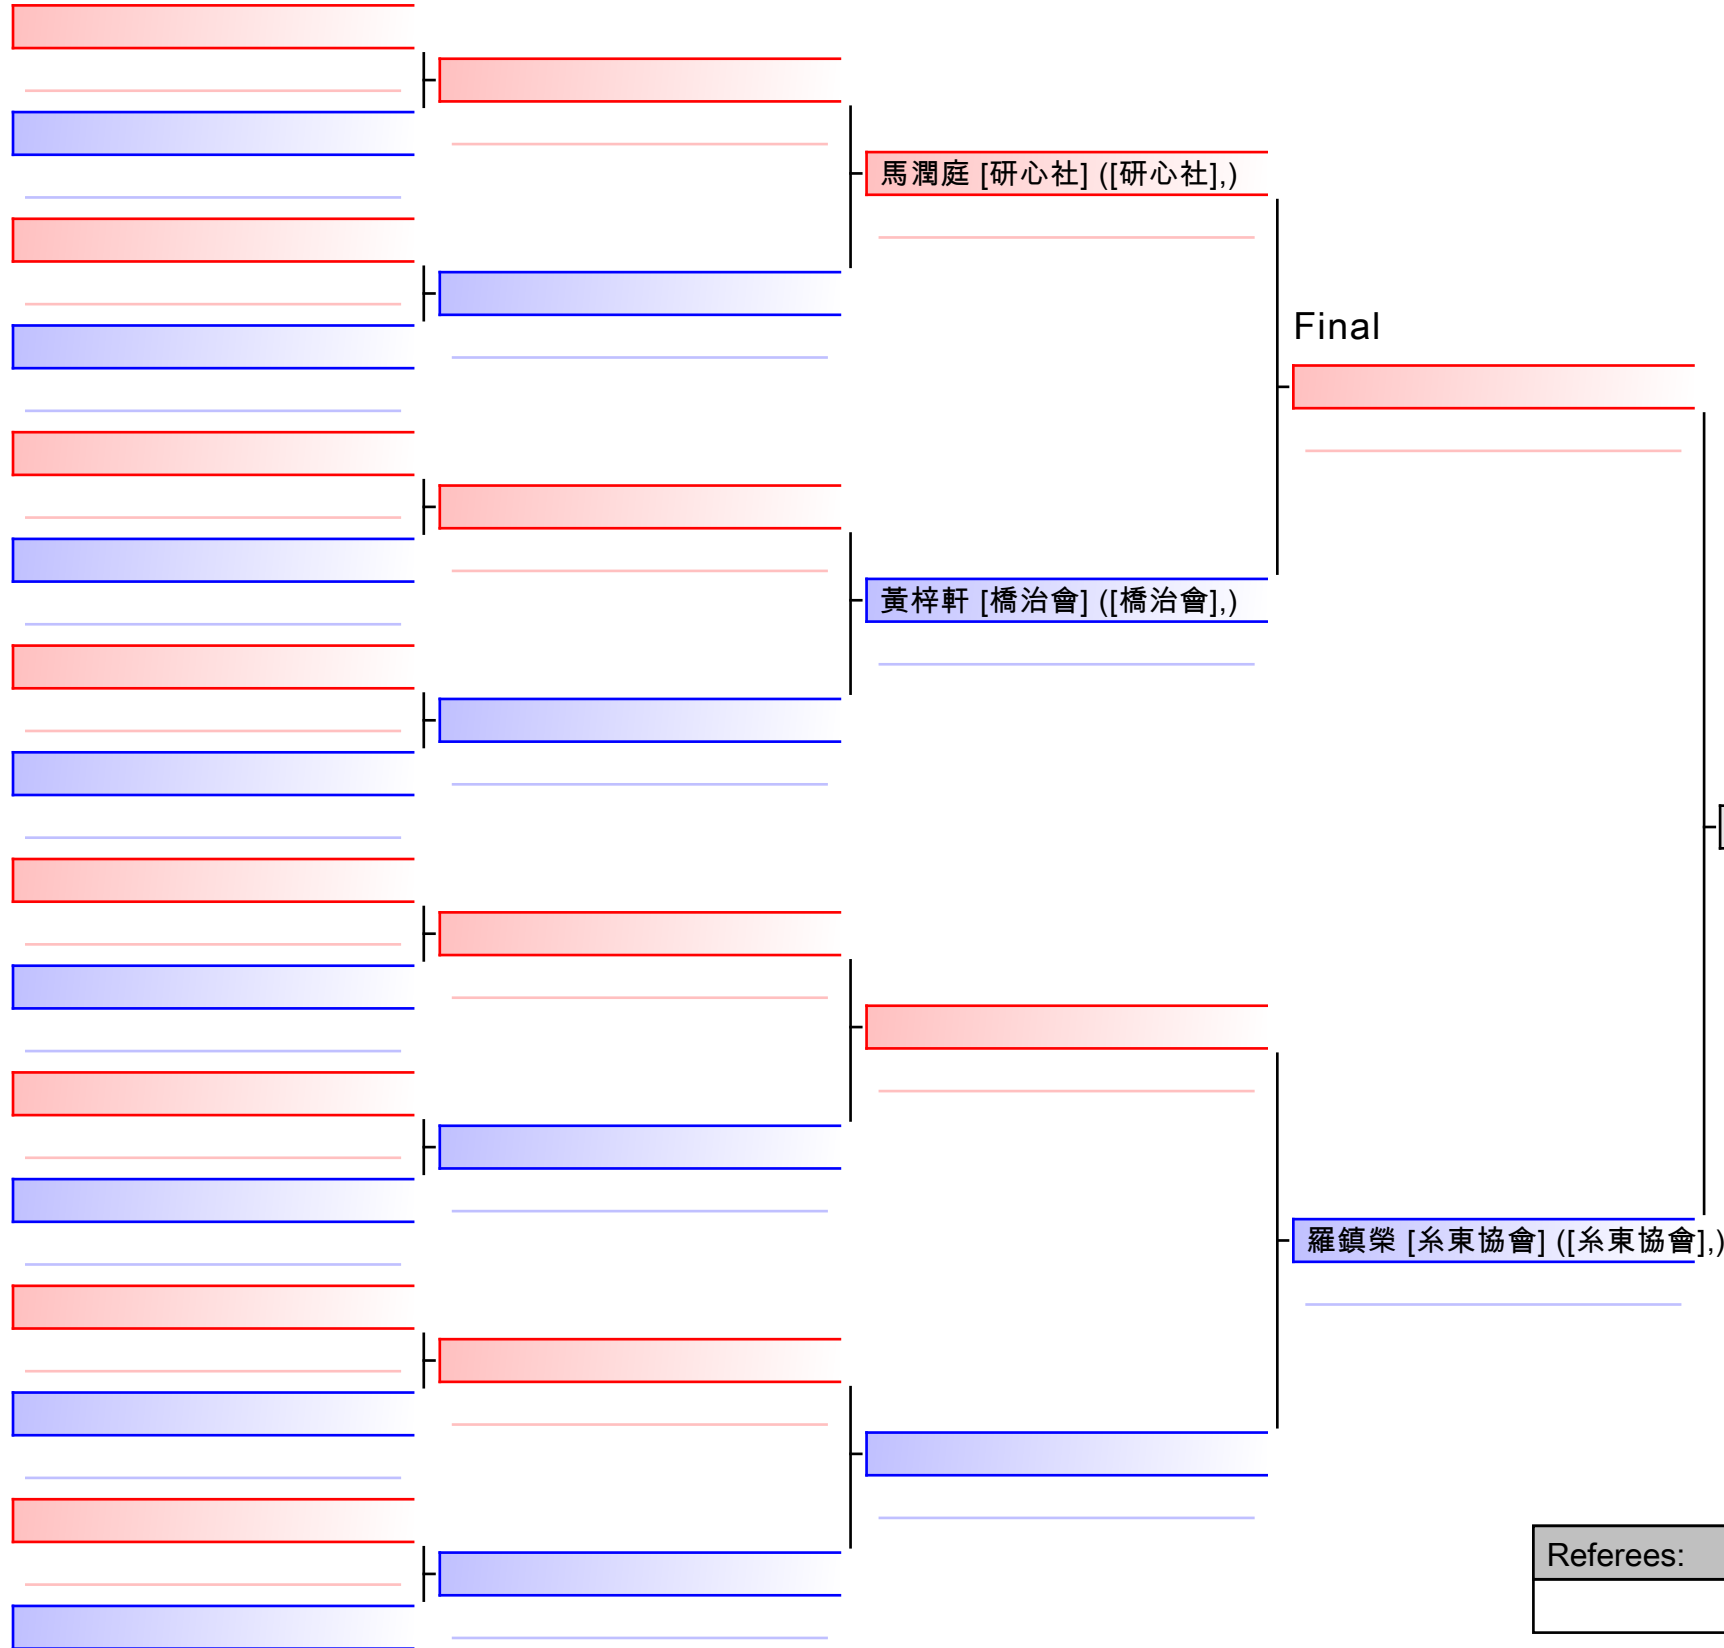 馬潤庭 [研心社] ([研心社],)
Final
黃梓軒 [橋治會] ([橋治會],)
羅鎮榮 [糸東協會] ([糸東協會],)
Referees: